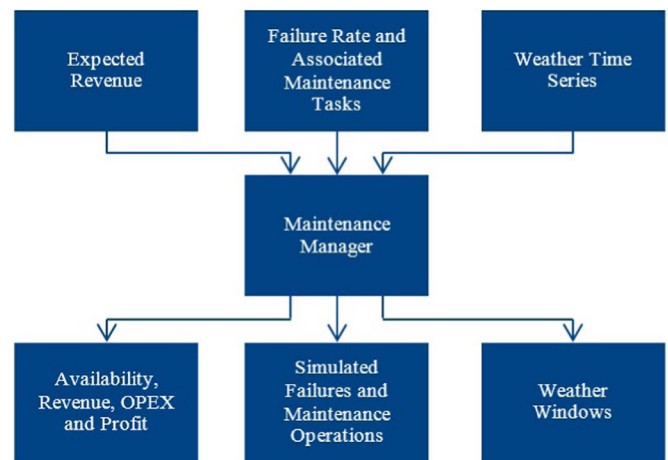 Expected
Revenue
Failure Rate and
Associated
Maintenance
Tasks
Weather Time
Series
Maintenance
Manager
Availability,
Revenue, OPEX
and Profit
Simulated
Failures and
Maintenance
Operations
Weather
Windows